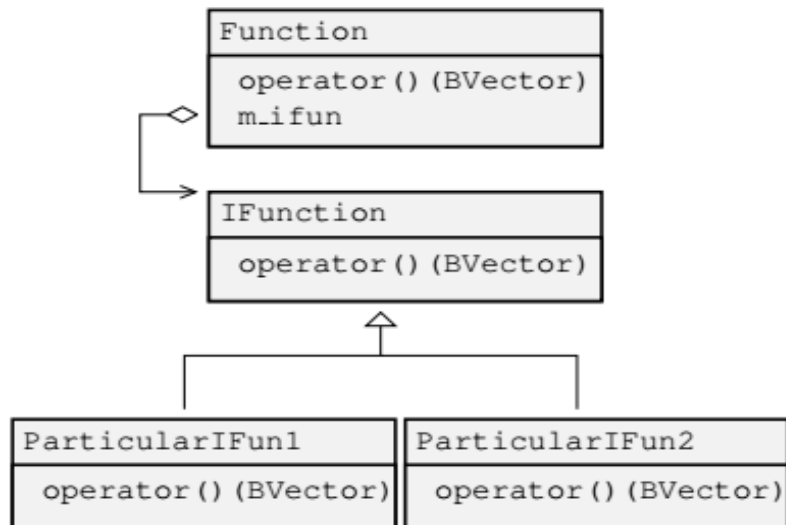 Function
operator()(BVector)
m_ifun
IFunction
operator()(BVector)
ParticularIFun1
operator()(BVector)
ParticularIFun2
operator()(BVector)